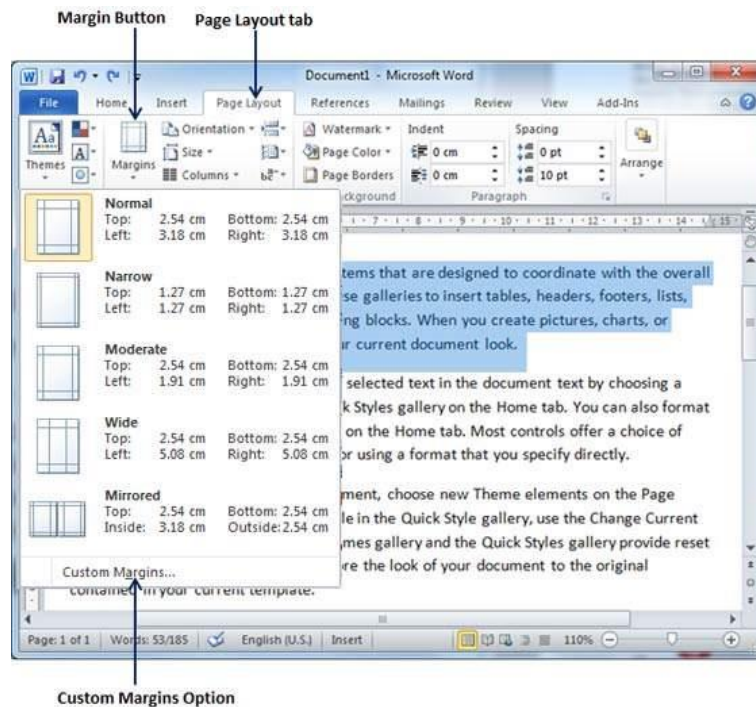 Margin Button Page Layout tab
Document1 - Microsoft Word
File Home Insert Page Layout References Mailings Review View Add-Ins
Themes
Margins
Orientation
Size
Columns
Watermark
Page Color
Page Borders
Indent Spacing
0 cm 0 pt
0 cm 10 pt
Arrange
ckground Paragraph
7 8 9 10 11 12 13 14 15
Normal
Top: 2.54 cm Bottom: 2.54 cm
Left: 3.18 cm Right: 3.18 cm
Narrow
Top: 1.27 cm Bottom: 1.27 cm
Left: 1.27 cm Right: 1.27 cm
Moderate
Top: 2.54 cm Bottom: 2.54 cm
Left: 1.91 cm Right: 1.91 cm
Wide
Top: 2.54 cm Bottom: 2.54 cm
Left: 5.08 cm Right: 5.08 cm
Mirrored
Top: 2.54 cm Bottom: 2.54 cm
Inside: 3.18 cm Outside: 2.54 cm
Custom Margins...
tems that are designed to coordinate with the overall
se galleries to insert tables, headers, footers, lists,
ng blocks. When you create pictures, charts, or
r current document look.
selected text in the document text by choosing a
k Styles gallery on the Home tab. You can also format
on the Home tab. Most controls offer a choice of
or using a format that you specify directly.
ment, choose new Theme elements on the Page
le in the Quick Style gallery, use the Change Current
mes gallery and the Quick Styles gallery provide reset
re the look of your document to the original
contained in your current template.
Page: 1 of 1 Words: 53/185 English (U.S.) Insert 110%
Custom Margins Option